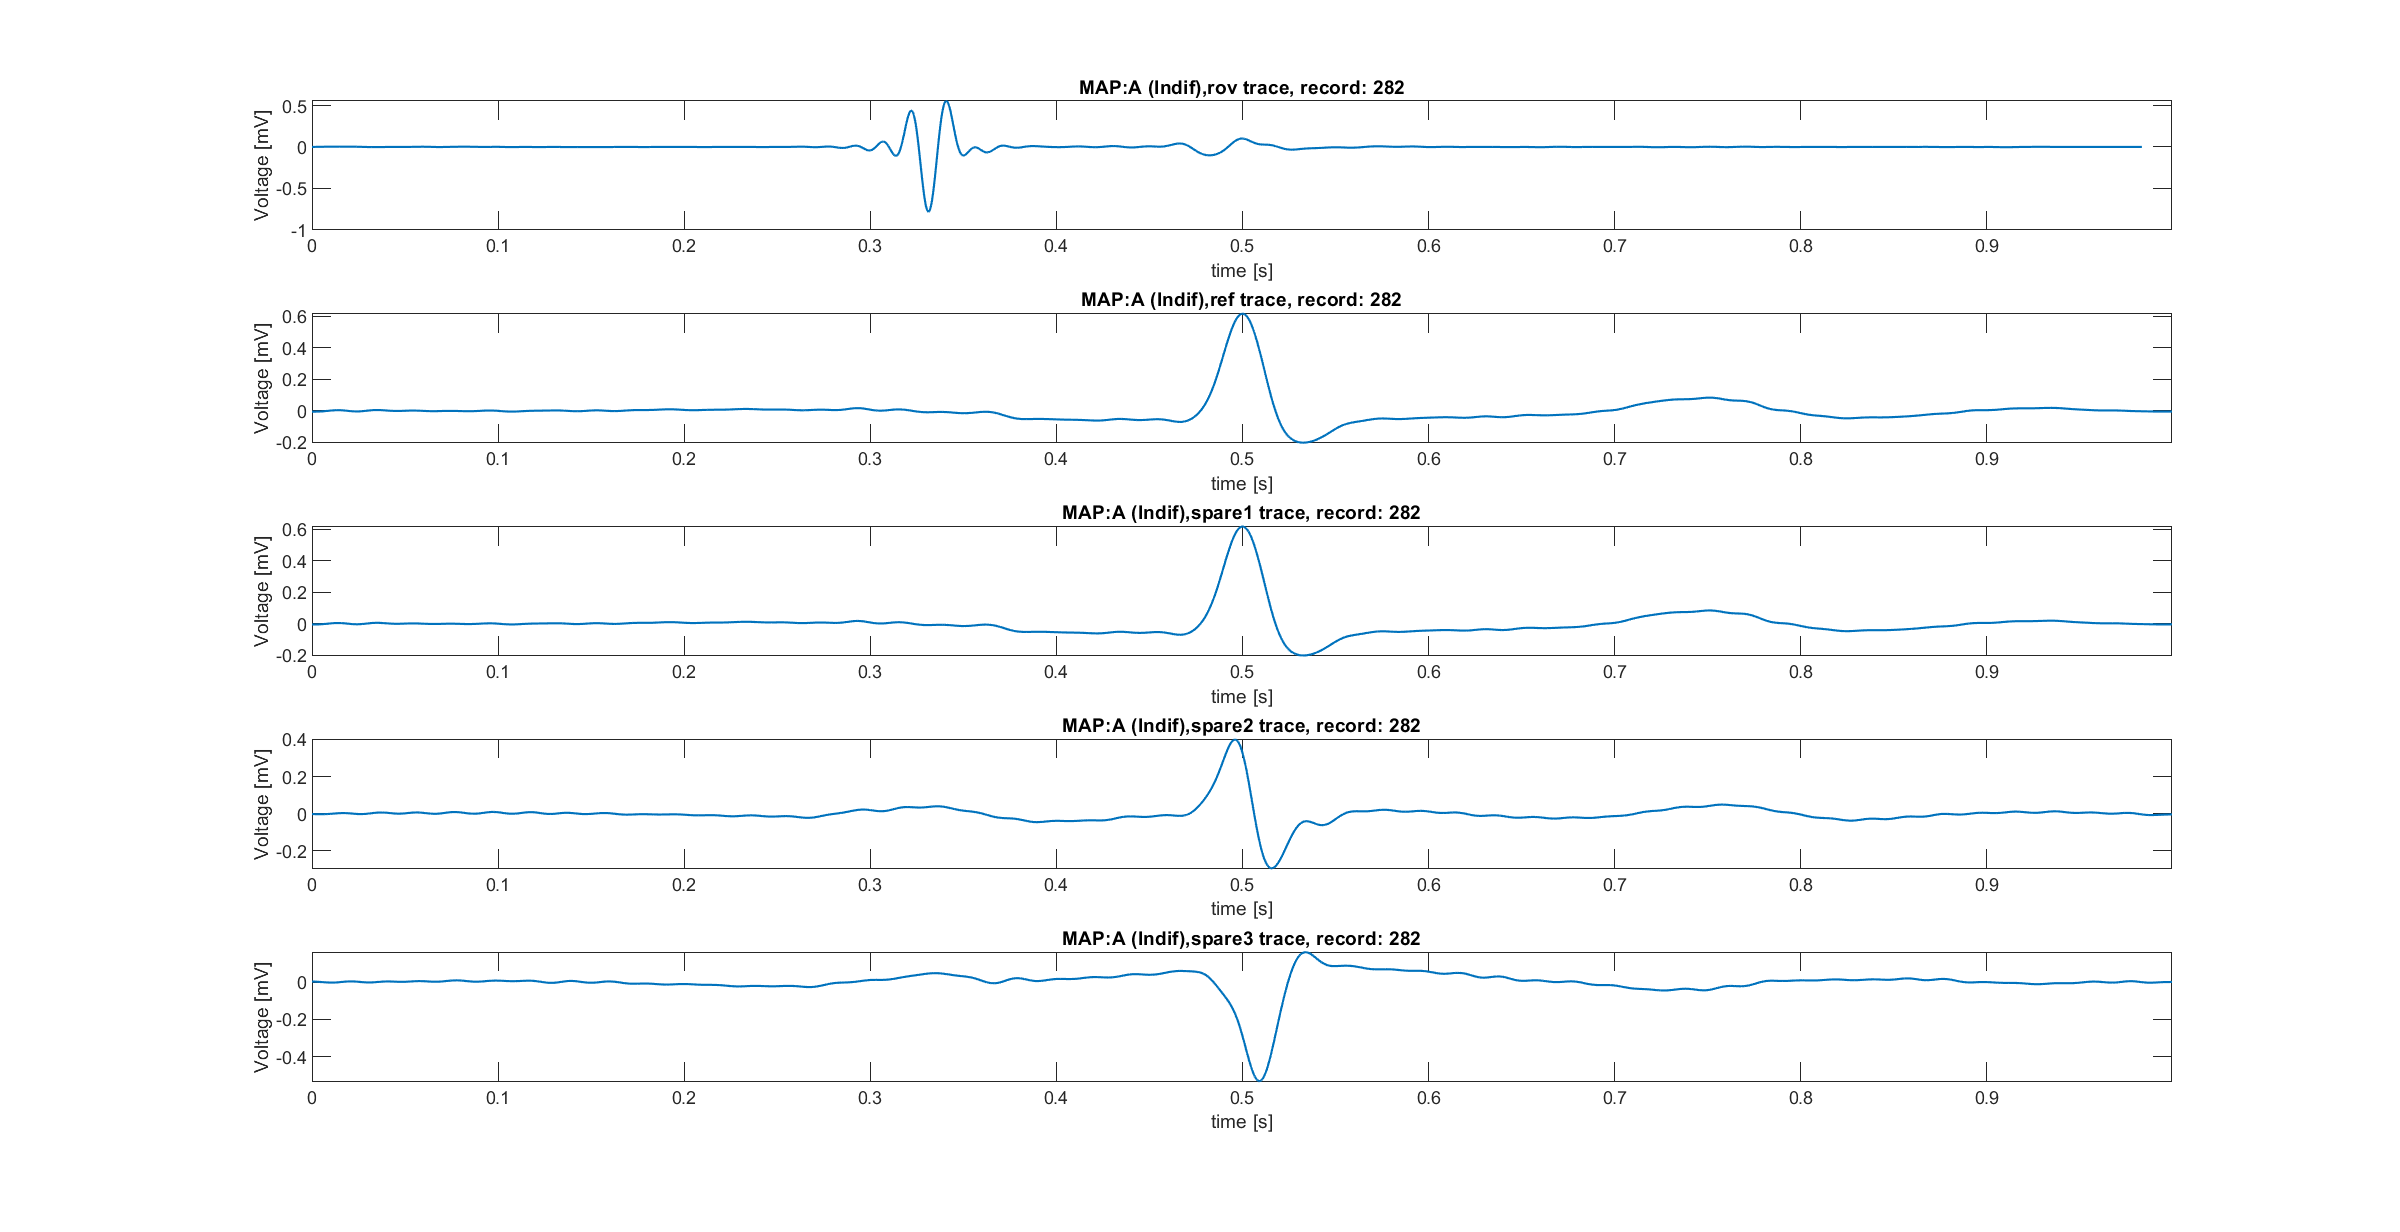 MAP:A (Indif),rov trace, record: 282
Voltage [mV]
0.5
0
-0.5
-1
0 0.1 0.2 0.3 0.4 0.5 0.6 0.7 0.8 0.9
time [s]
MAP:A (Indif),ref trace, record: 282
Voltage [mV]
0.6
0.4
0.2
0
-0.2
0 0.1 0.2 0.3 0.4 0.5 0.6 0.7 0.8 0.9
time [s]
MAP:A (Indif),spare1 trace, record: 282
Voltage [mV]
0.6
0.4
0.2
0
-0.2
0 0.1 0.2 0.3 0.4 0.5 0.6 0.7 0.8 0.9
time [s]
MAP:A (Indif),spare2 trace, record: 282
Voltage [mV]
0.4
0.2
0
-0.2
0 0.1 0.2 0.3 0.4 0.5 0.6 0.7 0.8 0.9
time [s]
MAP:A (Indif),spare3 trace, record: 282
Voltage [mV]
0
-0.2
-0.4
0 0.1 0.2 0.3 0.4 0.5 0.6 0.7 0.8 0.9
time [s]